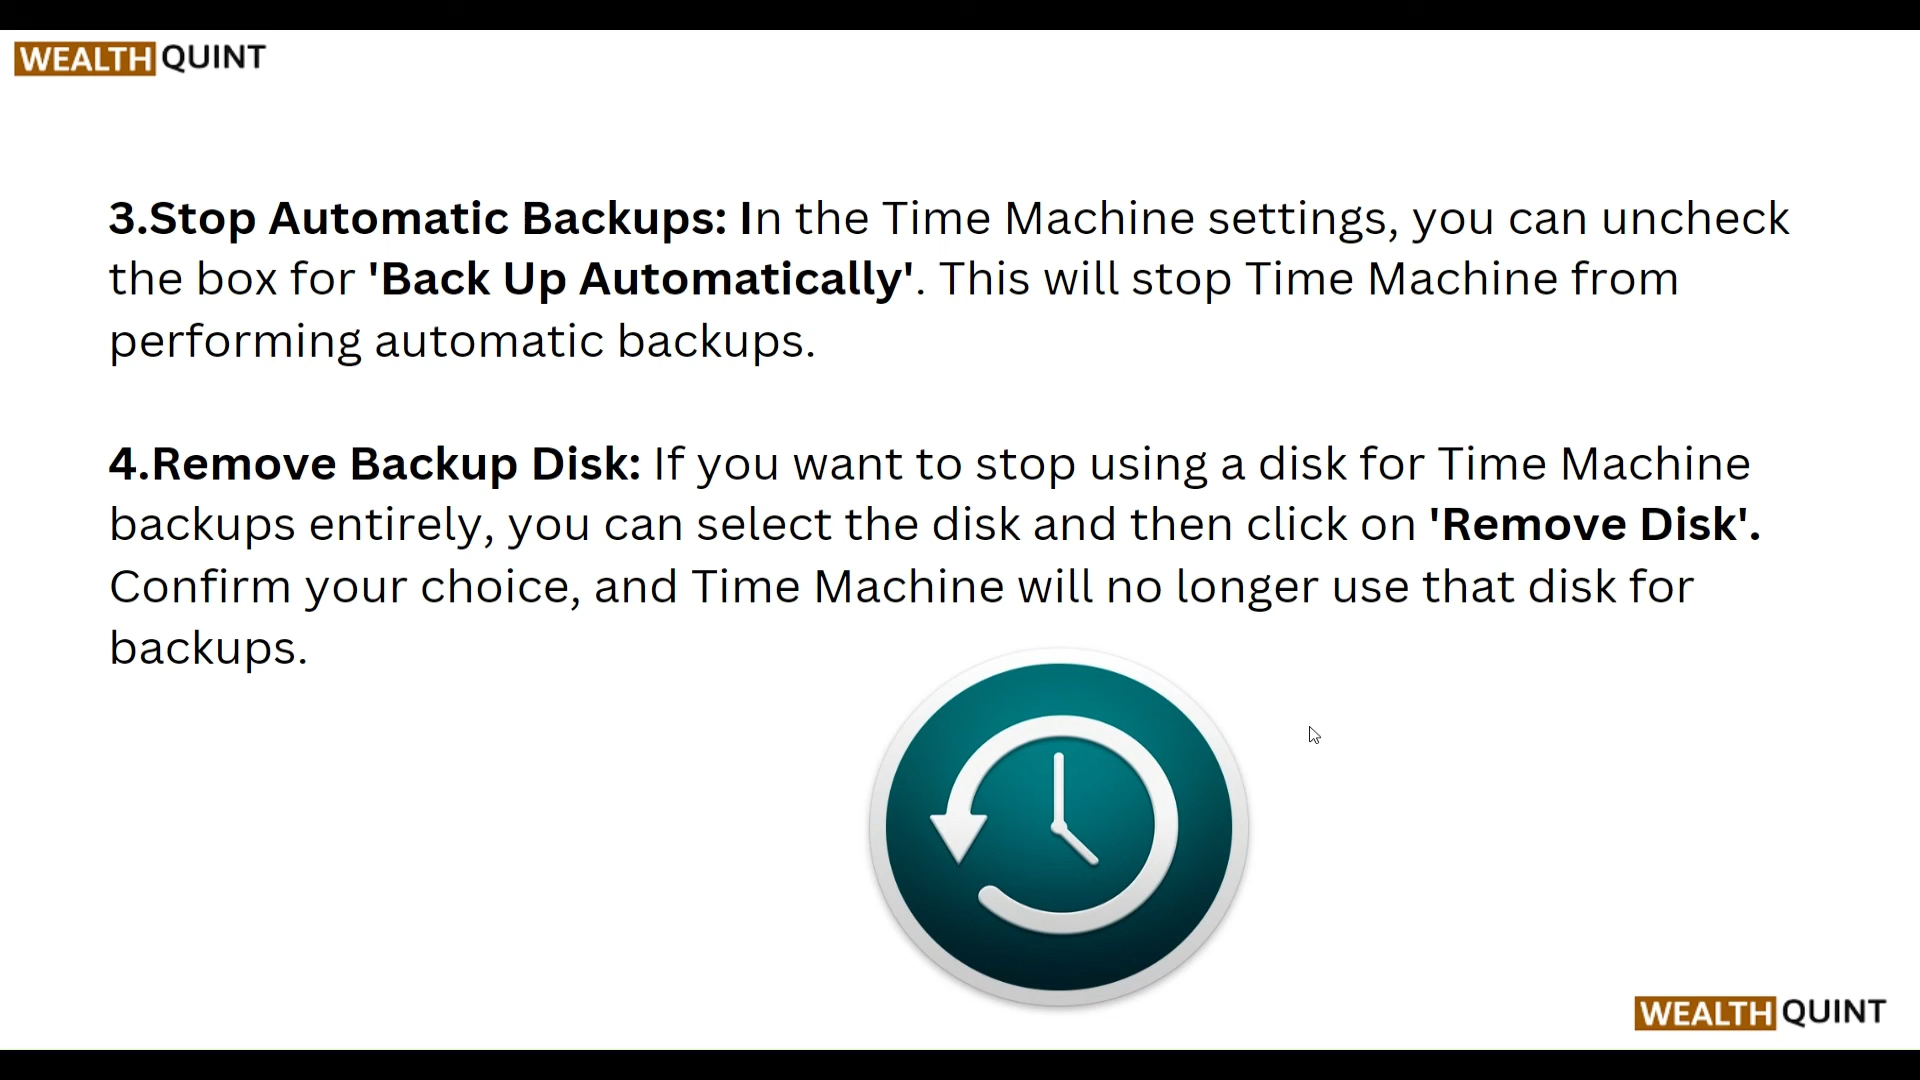 WEALTH QUINT
3.Stop Automatic Backups: In the Time Machine settings, you can uncheck
the box for 'Back Up Automatically'. This will stop Time Machine from
performing automatic backups.
4.Remove Backup Disk: If you want to stop using a disk for Time Machine
backups entirely, you can select the disk and then click on 'Remove Disk'.
Confirm your choice, and Time Machine will no longer use that disk for
backups.
WEALTH QUINT